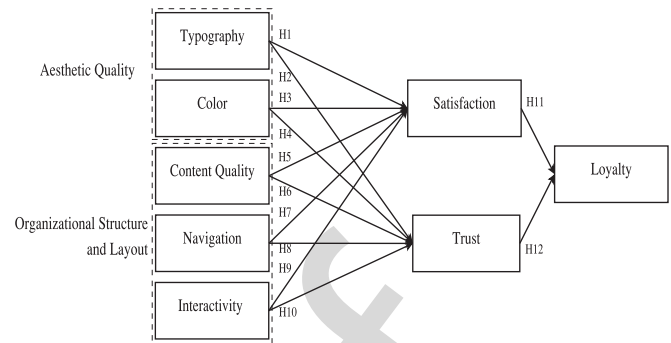 Aesthetic Quality
Typography
Color
Organizational Structure
and Layout
Content Quality
Navigation
Interactivity
H1
H2
H3
H4
H5
H6
H7
H8
H9
H10
Satisfaction
Trust
H11
H12
Loyalty